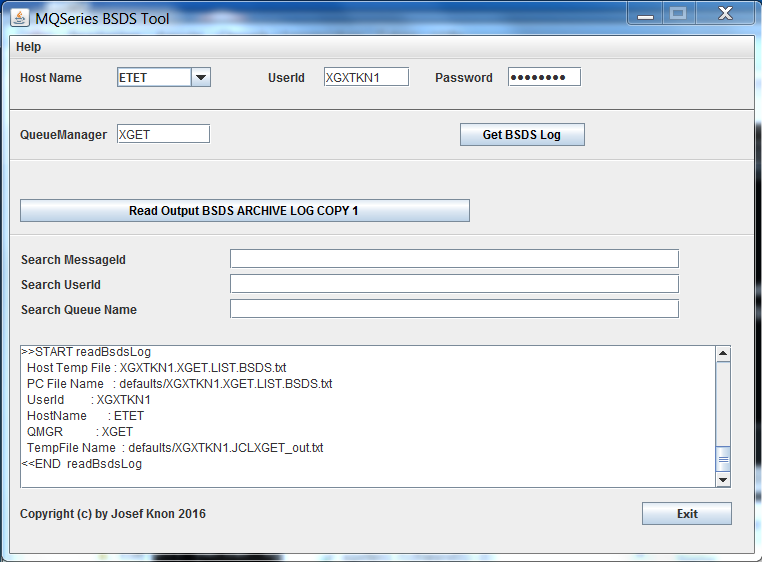 MQSeries BSDS Tool
Help
Host Name ETET UserId XGXTKN1 Password ••••••••
QueueManager XGET Get BSDS Log
Read Output BSDS ARCHIVE LOG COPY 1
Search MessageId
Search UserId
Search Queue Name
>>START readBsdsLog
Host Temp File : XGXTKN1.XGET.LIST.BSDS.txt
PC File Name : defaults/XGXTKN1.XGET.LIST.BSDS.txt
UserId : XGXTKN1
HostName : ETET
QMGR : XGET
TempFile Name : defaults/XGXTKN1.JCLXGET_out.txt
<<END readBsdsLog
Copyright (c) by Josef Knon 2016 Exit